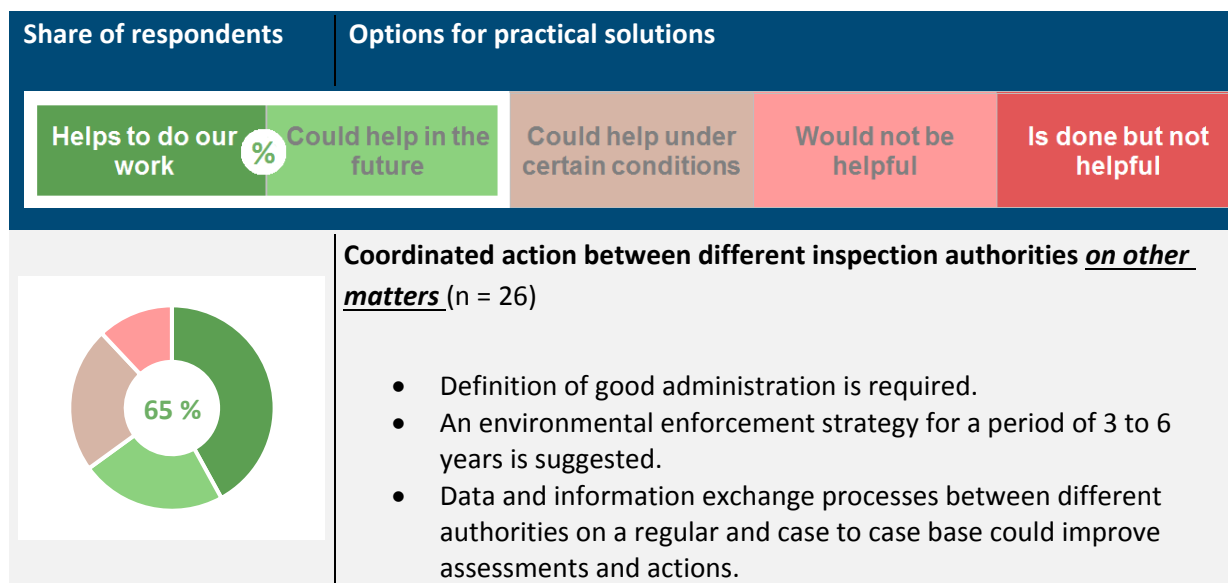 Share of respondents
Options for practical solutions
Helps to do our work
%
Could help in the future
Could help under certain conditions
Would not be helpful
Is done but not helpful
65 %
Coordinated action between different inspection authorities on other
matters (n = 26)
• Definition of good administration is required.
• An environmental enforcement strategy for a period of 3 to 6
years is suggested.
• Data and information exchange processes between different
authorities on a regular and case to case base could improve
assessments and actions.